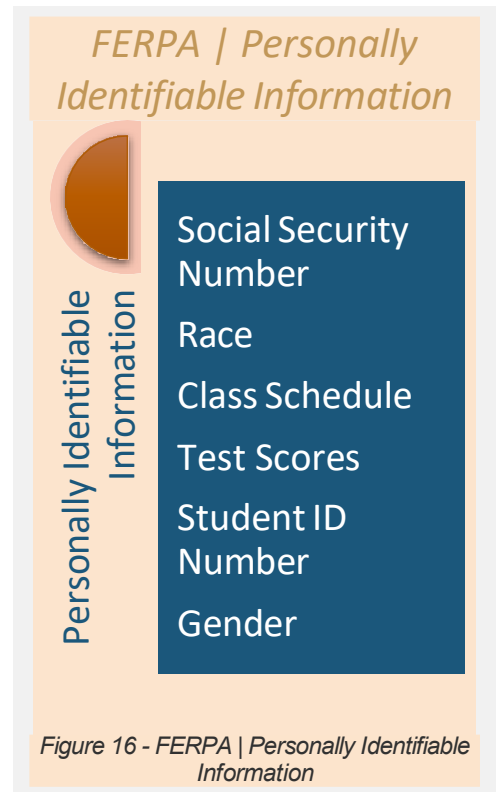 FERPA | Personally
Identifiable Information
Personally Identifiable
Information
Social Security
Number
Race
Class Schedule
Test Scores
Student ID
Number
Gender
Figure 16 - FERPA | Personally Identifiable
Information